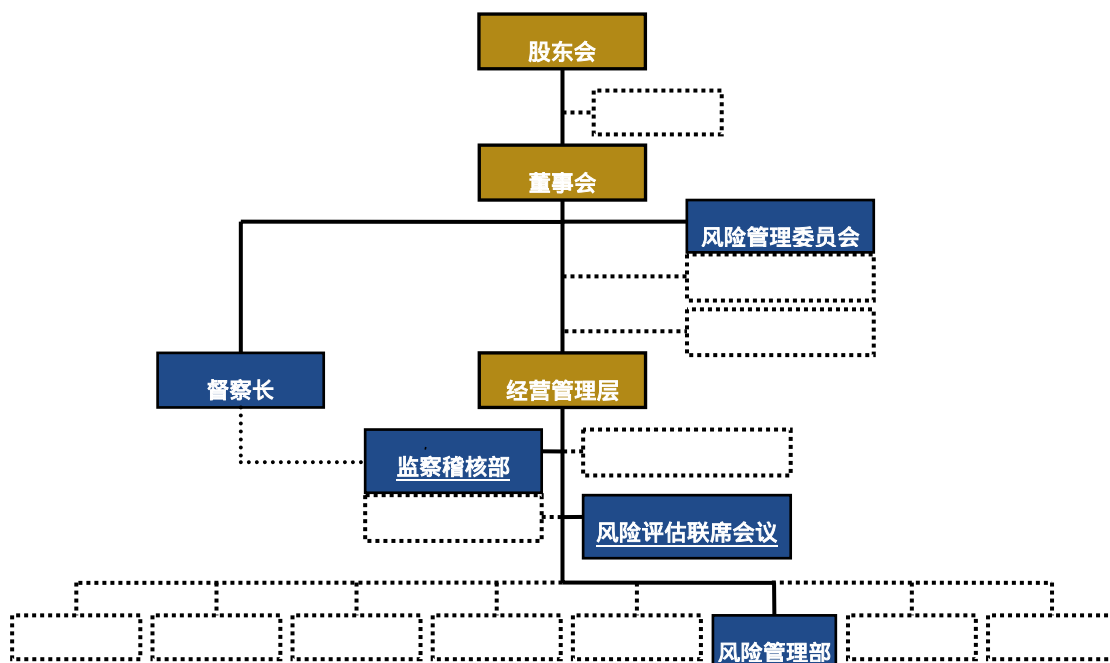 股东会
董事会
风险管理委员会
督察长
经营管理层
监察稽核部
风险评估联席会议
风险管理部